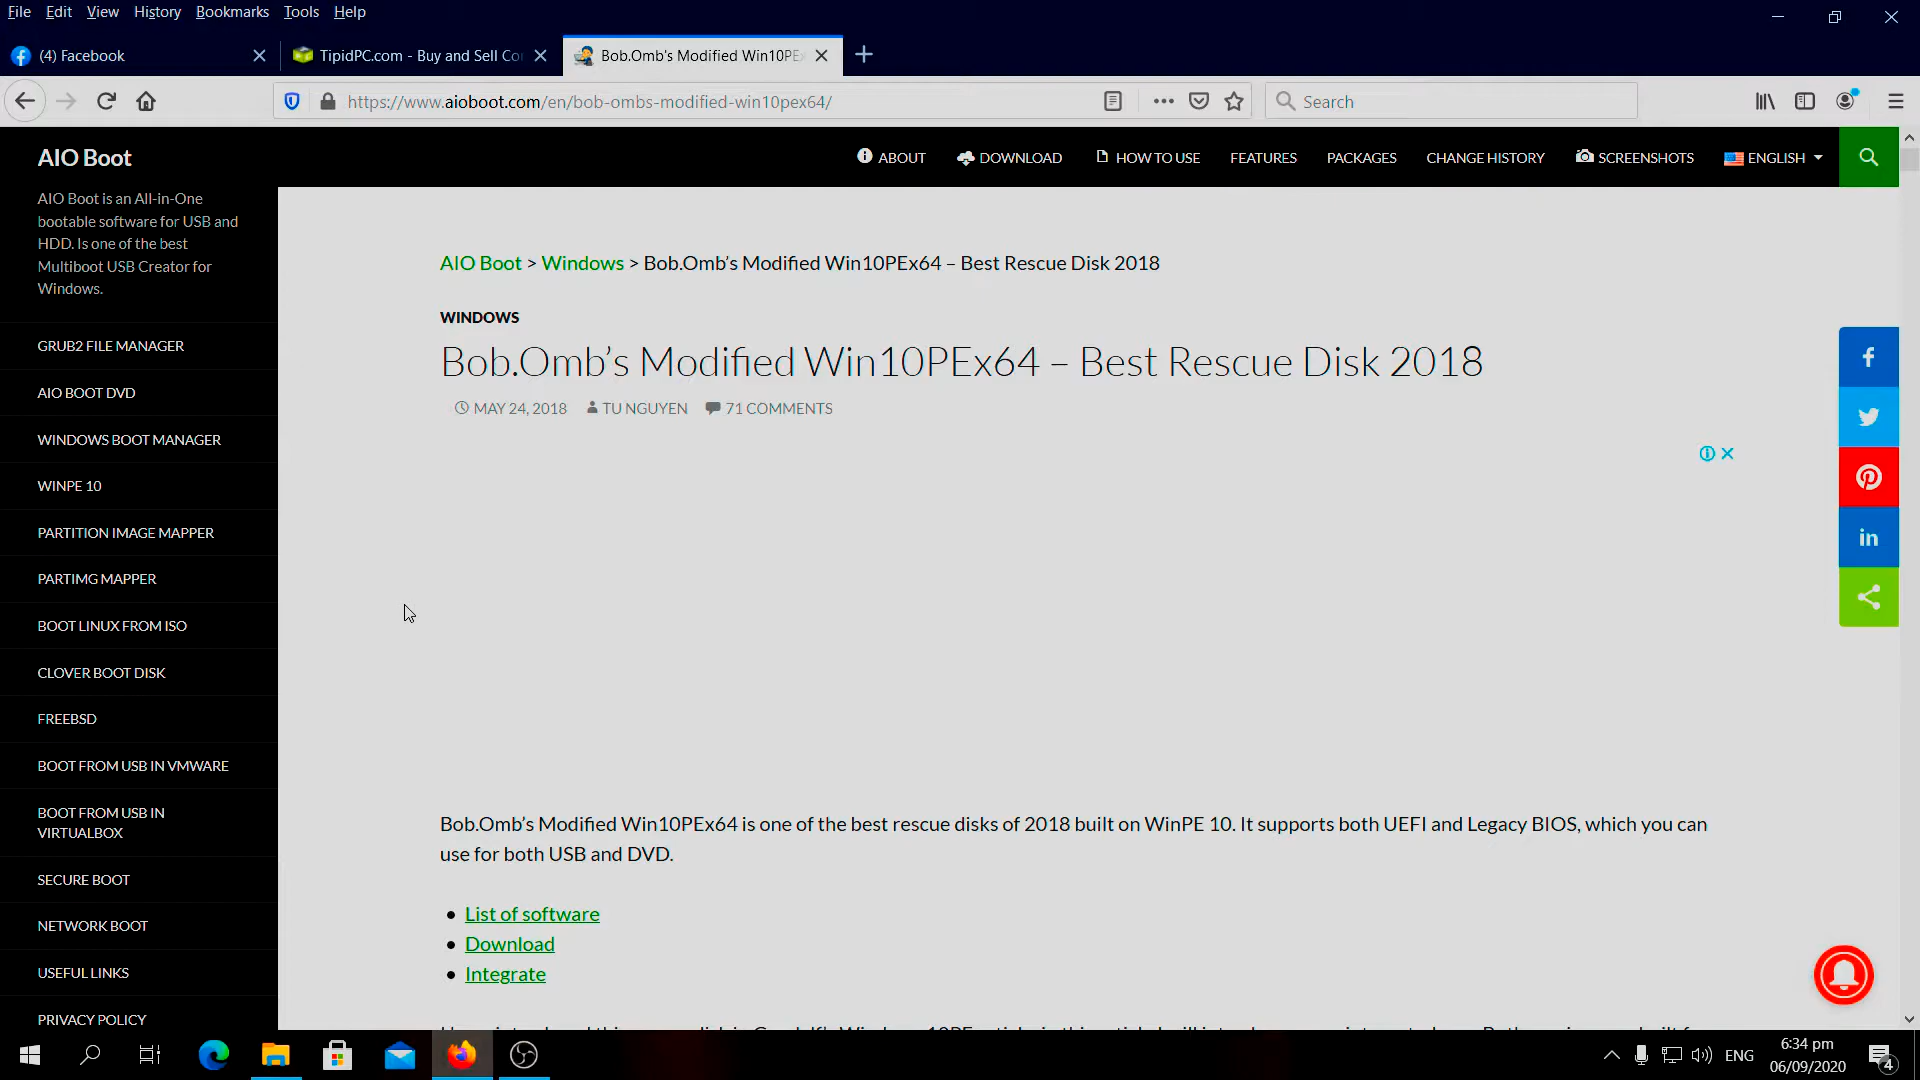 File Edit View History Bookmarks Tools Help
(4) Facebook
TipidPC.com - Buy and Sell Co
Bob.Omb's Modified Win10PEx
https://www.aioboot.com/en/bob-ombs-modified-win10pex64/
Search
AIO Boot
ABOUT
DOWNLOAD
HOW TO USE
FEATURES
PACKAGES
CHANGE HISTORY
SCREENSHOTS
ENGLISH
AIO Boot is an All-in-One
bootable software for USB and
HDD. Is one of the best
Multiboot USB Creator for
Windows.
GRUB2 FILE MANAGER
AIO BOOT DVD
WINDOWS BOOT MANAGER
WINPE 10
PARTITION IMAGE MAPPER
PARTIMG MAPPER
BOOT LINUX FROM ISO
CLOVER BOOT DISK
FREEBSD
BOOT FROM USB IN VMWARE
BOOT FROM USB IN
VIRTUALBOX
SECURE BOOT
NETWORK BOOT
USEFUL LINKS
PRIVACY POLICY
AIO Boot > Windows > Bob.Omb’s Modified Win10PEx64 – Best Rescue Disk 2018
WINDOWS
Bob.Omb’s Modified Win10PEx64 – Best Rescue Disk 2018
MAY 24, 2018 TU NGUYEN 71 COMMENTS
Bob.Omb’s Modified Win10PEx64 is one of the best rescue disks of 2018 built on WinPE 10. It supports both UEFI and Legacy BIOS, which you can
use for both USB and DVD.
• List of software
• Download
• Integrate
ENG
6:34 pm
06/09/2020
4